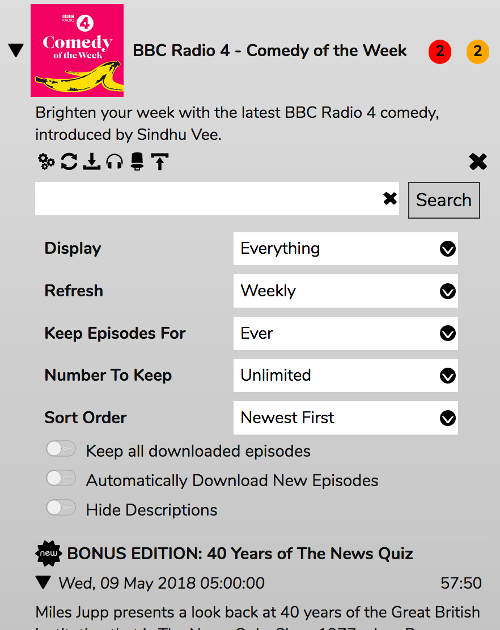 BBC
RADIO 4
Comedy
of the Week
BBC Radio 4 - Comedy of the Week 2 2
Brighten your week with the latest BBC Radio 4 comedy,
introduced by Sindhu Vee.
Search
Display Everything
Refresh Weekly
Keep Episodes For Ever
Number To Keep Unlimited
Sort Order Newest First
Keep all downloaded episodes
Automatically Download New Episodes
Hide Descriptions
new BONUS EDITION: 40 Years of The News Quiz
Wed, 09 May 2018 05:00:00 57:50
Miles Jupp presents a look back at 40 years of the Great British